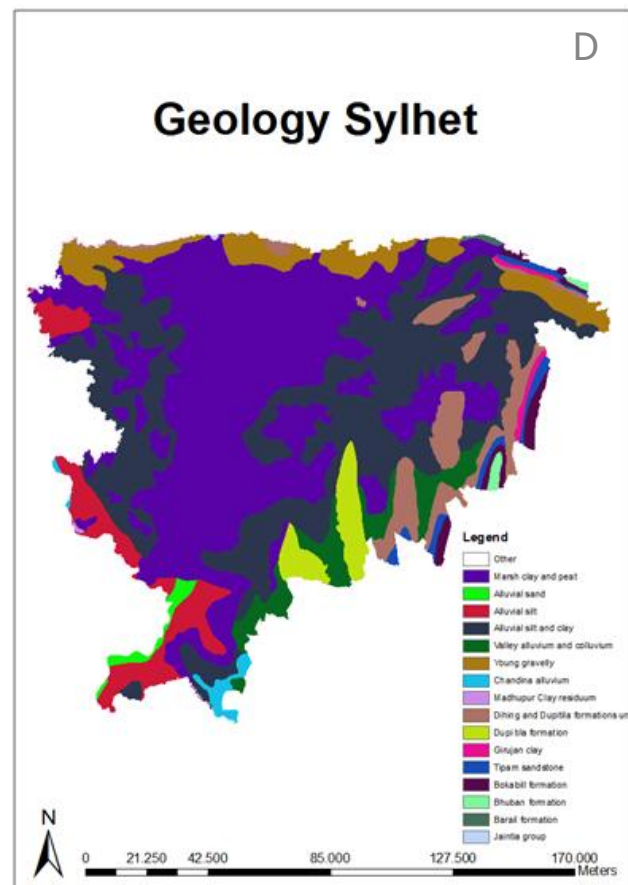 D
Geology Sylhet
Legend
Other
Marsh clay and peat
Alluvial sand
Alluvial silt
Alluvial silt and clay
Valley alluvium and colluvium
Young gravelly
Chandina alluvium
Madhupur Clay residuum
Dihing and Dupitila formations un
Dupi tila formation
Girujan clay
Tipam sandstone
Bokabill formation
Bhuban formation
Barail formation
Jaintia group
N
0 21.250 42.500 85.000 127.500 170.000
Meters